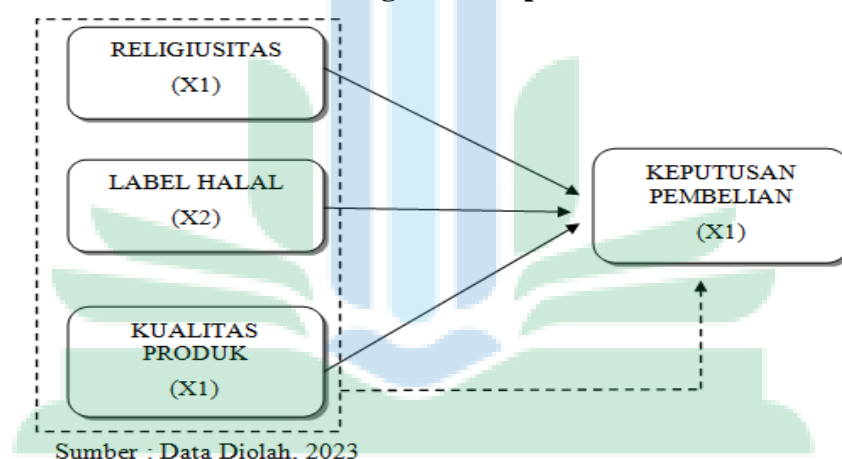 RELIGIUSITAS
(X1)
LABEL HALAL
(X2)
KUALITAS
PRODUK
(X1)
KEPUTUSAN
PEMBELIAN
(X1)
Sumber : Data Diolah, 2023